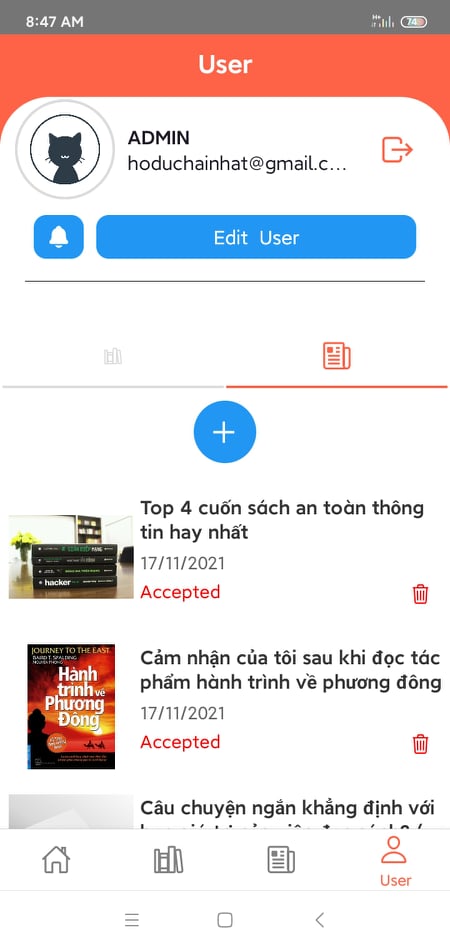 8:47 AM
74
User
ADMIN
hoduchainhat@gmail.c...
Edit User
Top 4 cuốn sách an toàn thông
tin hay nhất
17/11/2021
Accepted
hacker
JOURNEY TO THE EAST
BAIRD T. SPALDING
Hành
trình về
Phương
Đông
Cảm nhận của tôi sau khi đọc tác
phẩm hành trình về phương đông
17/11/2021
Accepted
Câu chuyện ngắn khẳng định với
User